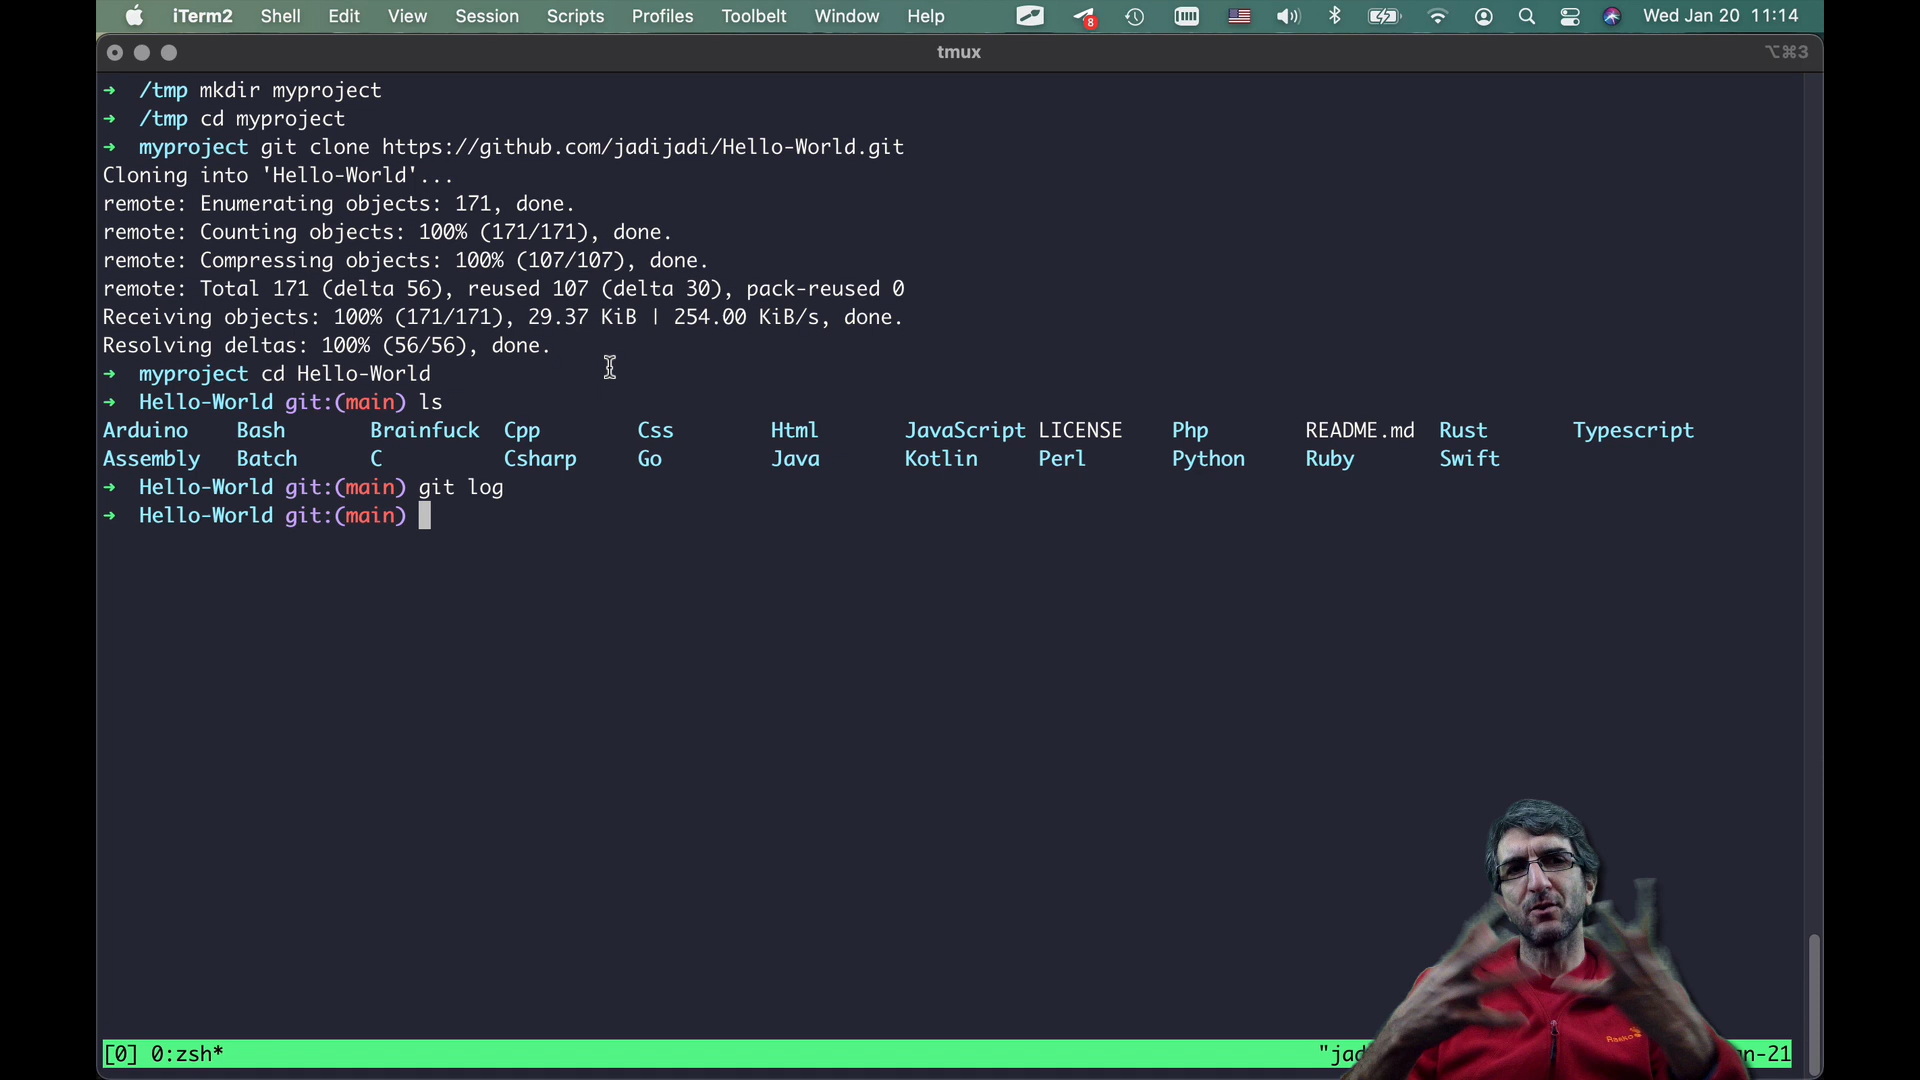 iTerm2 Shell Edit View Session Scripts Profiles Toolbelt Window Help 8 Wed Jan 20 11:14
tmux ⌥⌘3
→ /tmp mkdir myproject
→ /tmp cd myproject
→ myproject git clone https://github.com/jadijadi/Hello-World.git
Cloning into 'Hello-World'...
remote: Enumerating objects: 171, done.
remote: Counting objects: 100% (171/171), done.
remote: Compressing objects: 100% (107/107), done.
remote: Total 171 (delta 56), reused 107 (delta 30), pack-reused 0
Receiving objects: 100% (171/171), 29.37 KiB | 254.00 KiB/s, done.
Resolving deltas: 100% (56/56), done.
→ myproject cd Hello-World
→ Hello-World git:(main) ls
Arduino Bash Brainfuck Cpp Css Html JavaScript LICENSE Php README.md Rust Typescript
Assembly Batch C Csharp Go Java Kotlin Perl Python Ruby Swift
→ Hello-World git:(main) git log
→ Hello-World git:(main)
[0] 0:zsh* "jad n-21